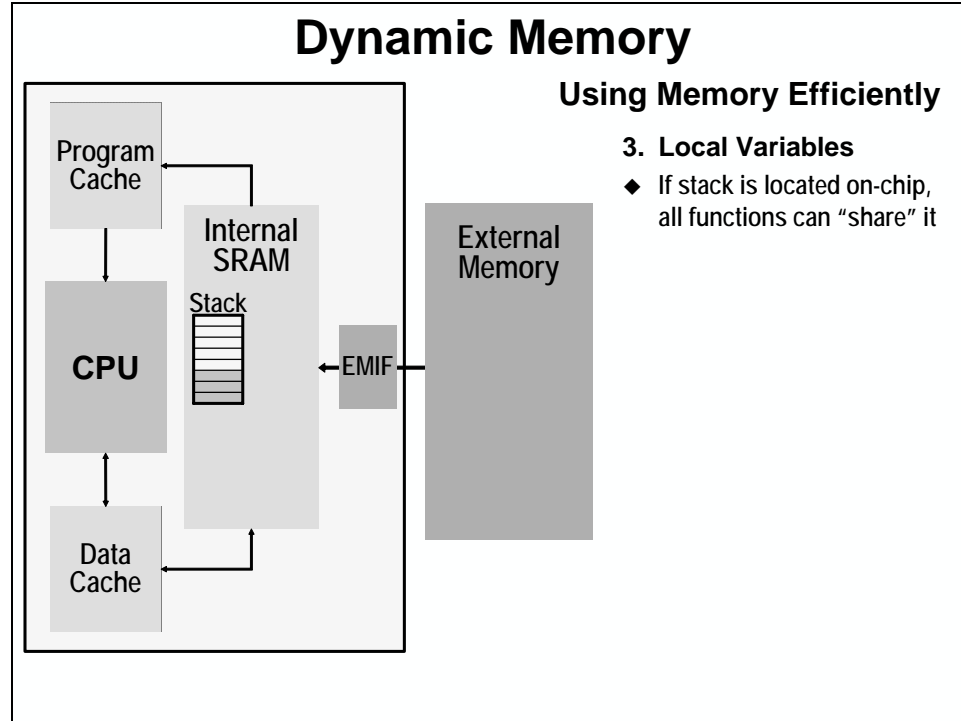 Dynamic Memory
Using Memory Efficiently
3. Local Variables
◆ If stack is located on-chip,
all functions can “share” it
Program
Cache
Internal
SRAM
Stack
CPU
EMIF
External
Memory
Data
Cache